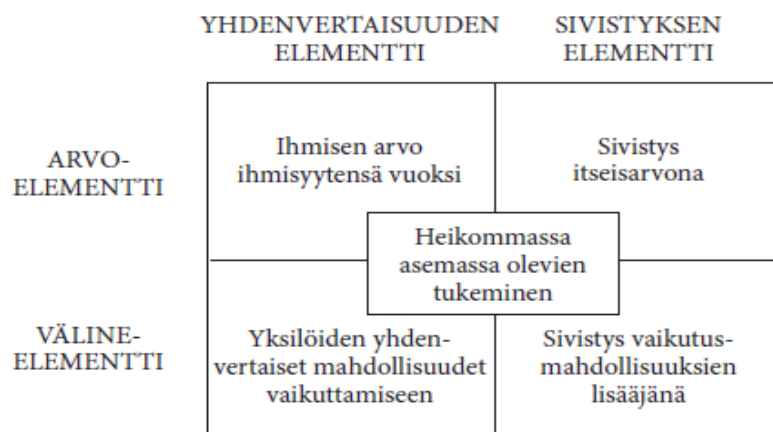 YHDENVERTAISUUDEN
ELEMENTTI
SIVISTYKSEN
ELEMENTTI
ARVO-
ELEMENTTI
Ihmisen arvo
ihmisyytensä vuoksi
Sivistys
itseisarvona
Heikommassa
asemassa olevien
tukeminen
VÄLINE-
ELEMENTTI
Yksilöiden yhden-
vertaiset mahdollisuudet
vaikuttamiseen
Sivistys vaikutus-
mahdollisuuksien
lisääjänä